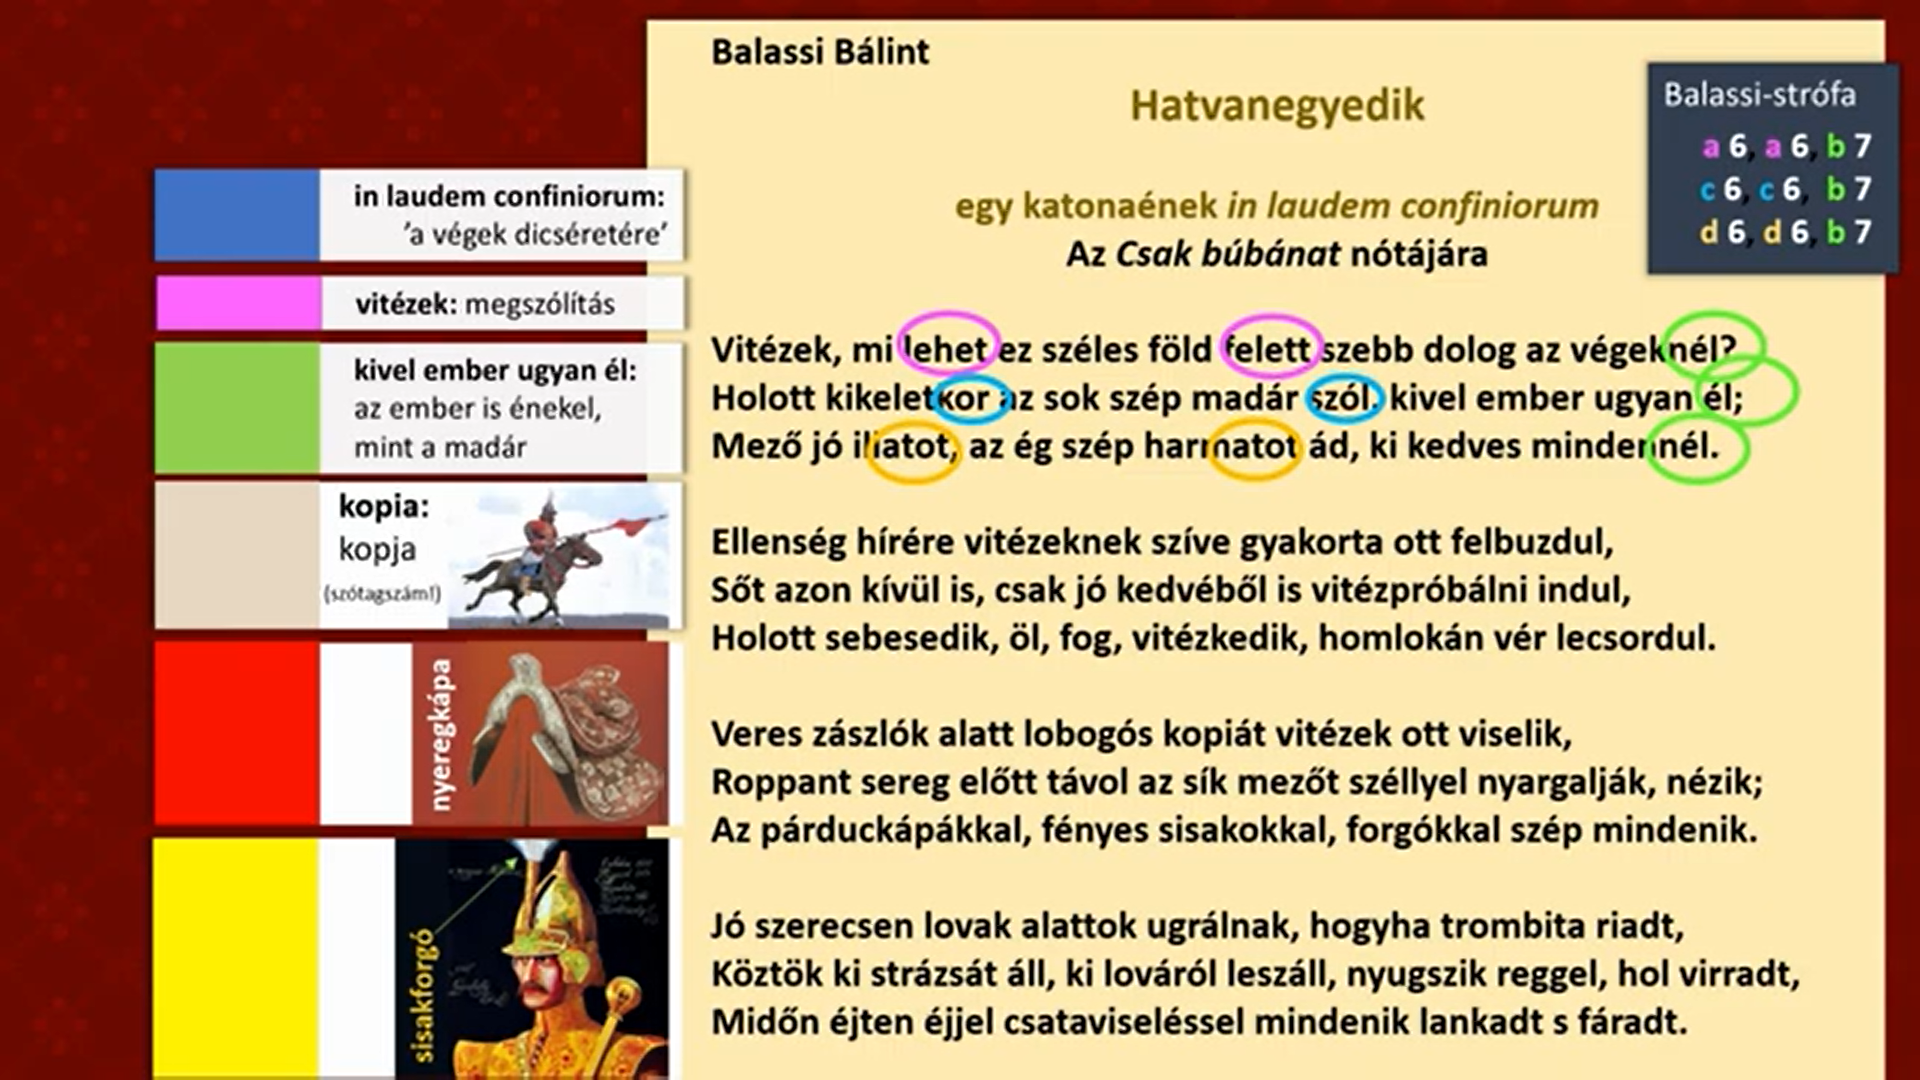 Balassi Bálint
Hatvanegyedik
egy katonaének in laudem confiniorum
Az Csak búbánat nótájára
Balassi-strófa
a 6, a 6, b 7
c 6, c 6, b 7
d 6, d 6, b 7
in laudem confiniorum:
’a végek dicséretére’
vitézek: megszólítás
kivel ember ugyan él:
az ember is énekel,
mint a madár
kopia:
kopja
(szótagszám!)
nyeregkápa
sisakforgó
Vitézek, mi lehet ez széles föld felett szebb dolog az végeknél?
Holott kikeletkor az sok szép madár szól, kivel ember ugyan él;
Mező jó illatot, az ég szép harmatot ád, ki kedves mindennél.
Ellenség hírére vitézeknek szíve gyakorta ott felbuzdul,
Sőt azon kívül is, csak jó kedvéből is vitézpróbálni indul,
Holott sebesedik, öl, fog, vitézkedik, homlokán vér lecsordul.
Veres zászlók alatt lobogós kopiát vitézek ott viselik,
Roppant sereg előtt távol az sík mezőt széllyel nyargalják, nézik;
Az párduckápákkal, fényes sisakokkal, forgókkal szép mindenik.
Jó szerecsen lovak alattok ugrálnak, hogyha trombita riadt,
Köztök ki strázsát áll, ki lováról leszáll, nyugszik reggel, hol virradt,
Midőn éjten éjjel csataviseléssel mindenik lankadt s fáradt.